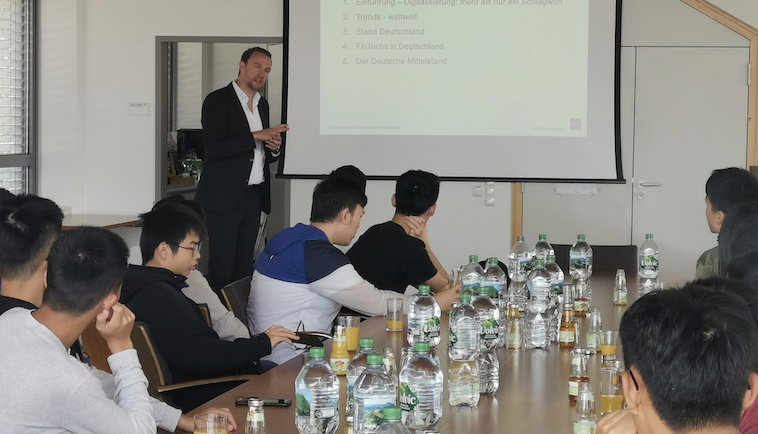 1. Einführung – Digitalisierung: mehr als nur ein Schlagwort
2. Trends - weltweit
3. Stand Deutschland
4. FinTechs in Deutschland
5. Der Deutsche Mittelstand
Volvic